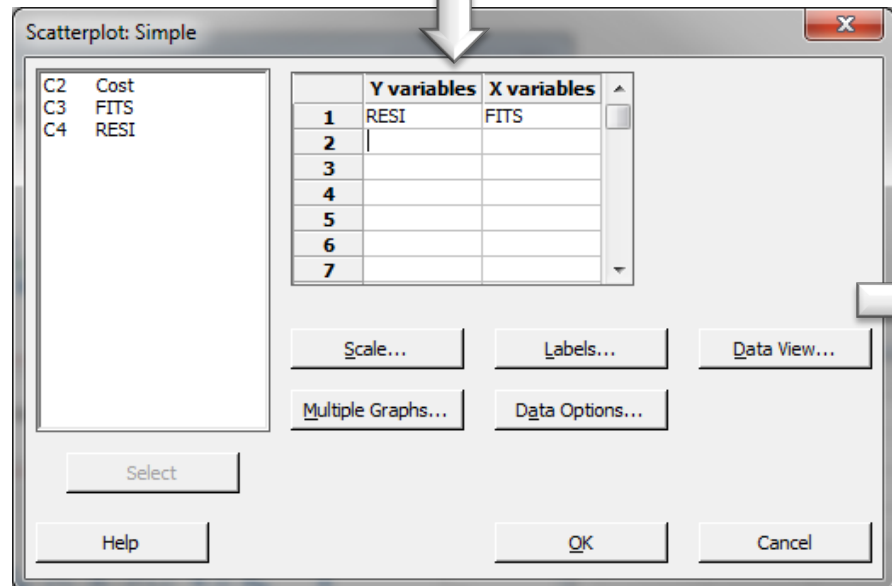 Scatterplot: Simple
C2 Cost
C3 FITS
C4 RESI
Y variables X variables
1 RESI FITS
2
3
4
5
6
7
Scale... Labels... Data View...
Multiple Graphs... Data Options...
Select
Help OK Cancel